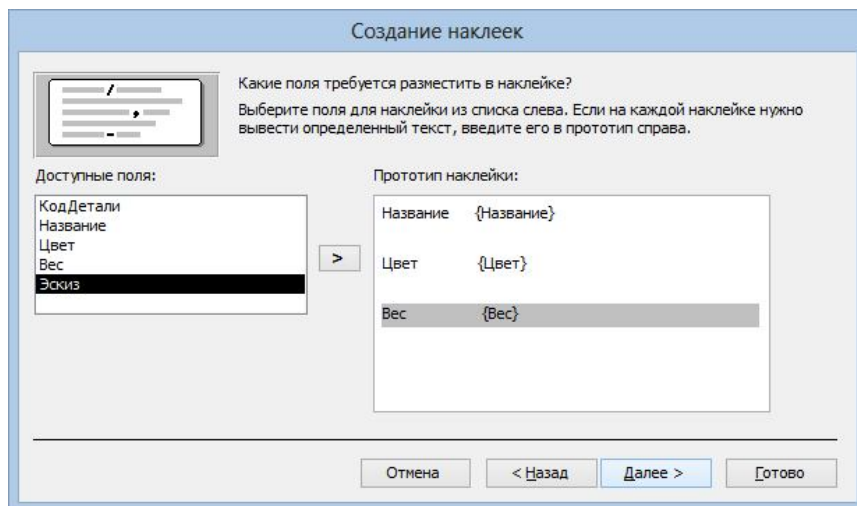 Создание наклеек
Какие поля требуется разместить в наклейке?
Выберите поля для наклейки из списка слева. Если на каждой наклейке нужно
вывести определенный текст, введите его в прототип справа.
Доступные поля:
КодДетали
Название
Цвет
Вес
Эскиз
>
Прототип наклейки:
Название {Название}
Цвет {Цвет}
Вес {Вес}
Отмена
< Назад
Далее >
Готово